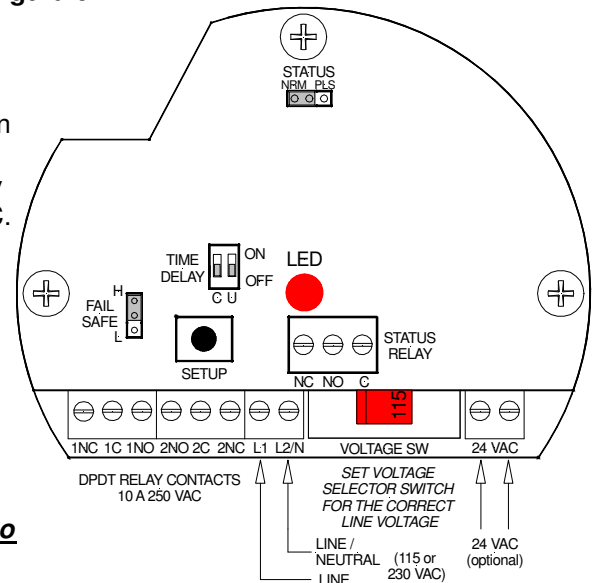 STATUS
NRM PLS
TIME DELAY
ON
OFF
C U
LED
H
FAIL SAFE
L
SETUP
STATUS RELAY
NC NO C
115
1NC 1C 1NO 2NO 2C 2NC L1 L2/N VOLTAGE SW 24 VAC
DPDT RELAY CONTACTS
10 A 250 VAC
SET VOLTAGE
SELECTOR SWITCH
FOR THE CORRECT
LINE VOLTAGE
LINE /
NEUTRAL
LINE
(115 or
230 VAC)
24 VAC
(optional)